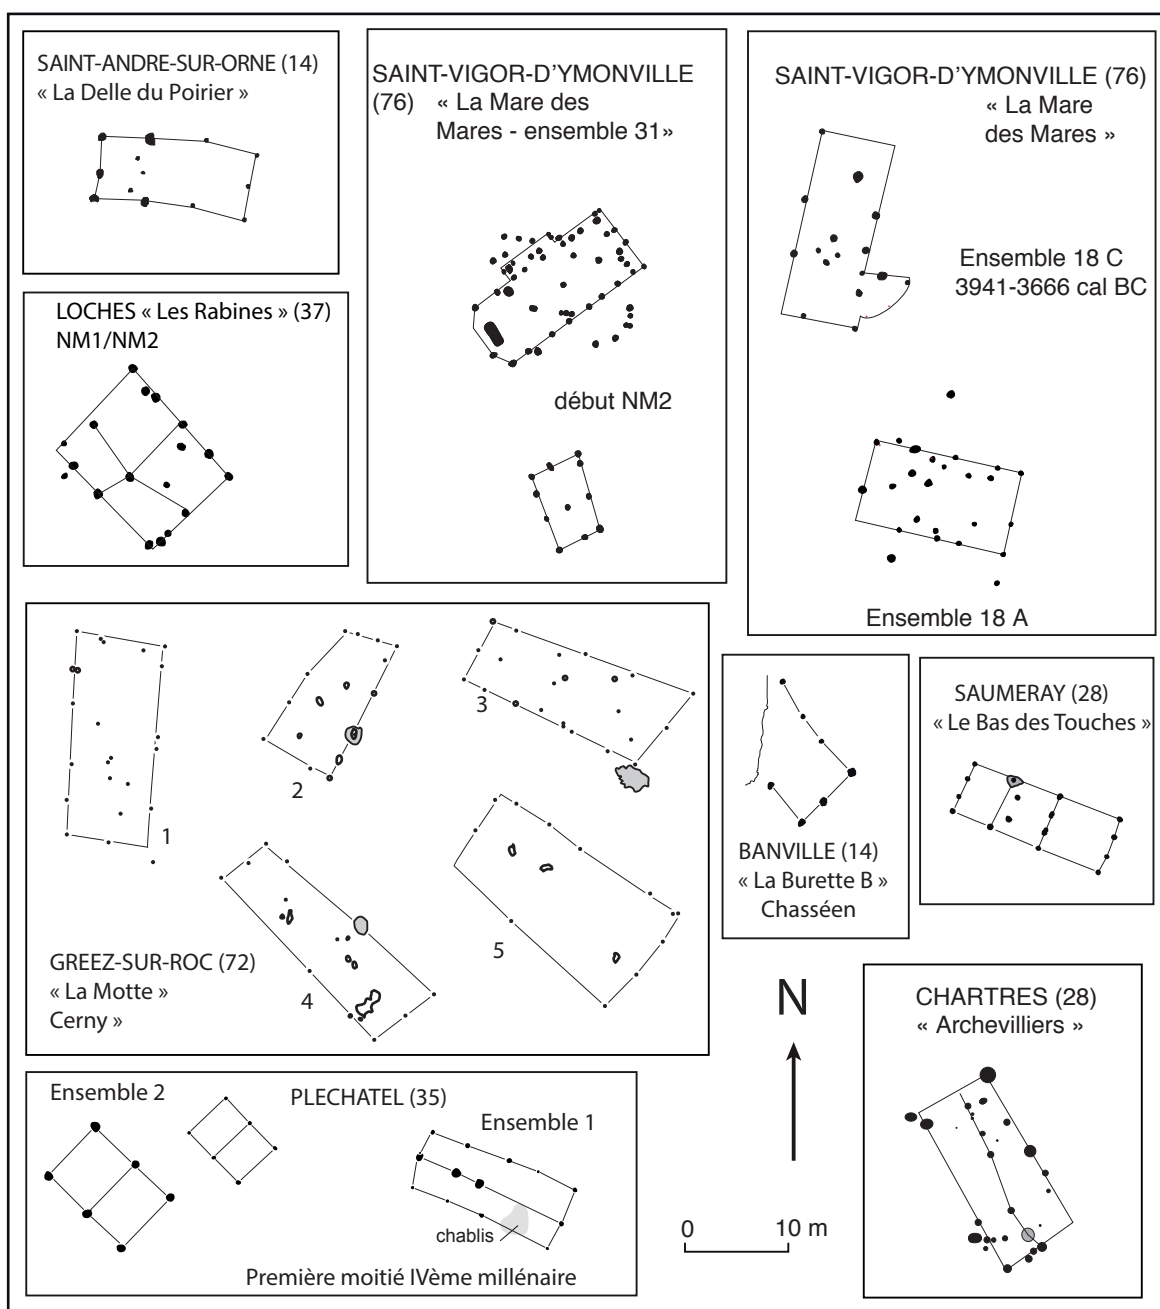 SAINT-ANDRE-SUR-ORNE (14)
« La Delle du Poirier »
SAINT-VIGOR-D'YMONVILLE
(76) « La Mare des
Mares - ensemble 31»
début NM2
SAINT-VIGOR-D'YMONVILLE (76)
« La Mare
des Mares »
Ensemble 18 C
3941-3666 cal BC
Ensemble 18 A
LOCHES « Les Rabines » (37)
NM1/NM2
1
2
3
4
5
GREEZ-SUR-ROC (72)
« La Motte »
Cerny »
BANVILLE (14)
« La Burette B »
Chasséen
SAUMERAY (28)
« Le Bas des Touches »
N
0 10 m
CHARTRES (28)
« Archevilliers »
Ensemble 2
PLECHATEL (35)
Ensemble 1
chablis
Première moitié IVème millénaire